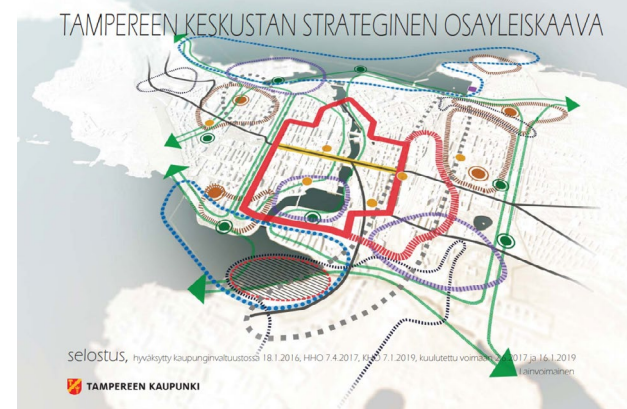 TAMPEREEN KESKUSTAN STRATEGINEN OSAYLEISKAAVA
selostus, hyväksytty kaupunginvaltuustossa 18.1.2016, HHO 7.4.2017, KHO 7.1.2019, kuulutettu voimaan 2017 ja 16.1.2019
Lainvoimainen
TAMPEREEN KAUPUNKI